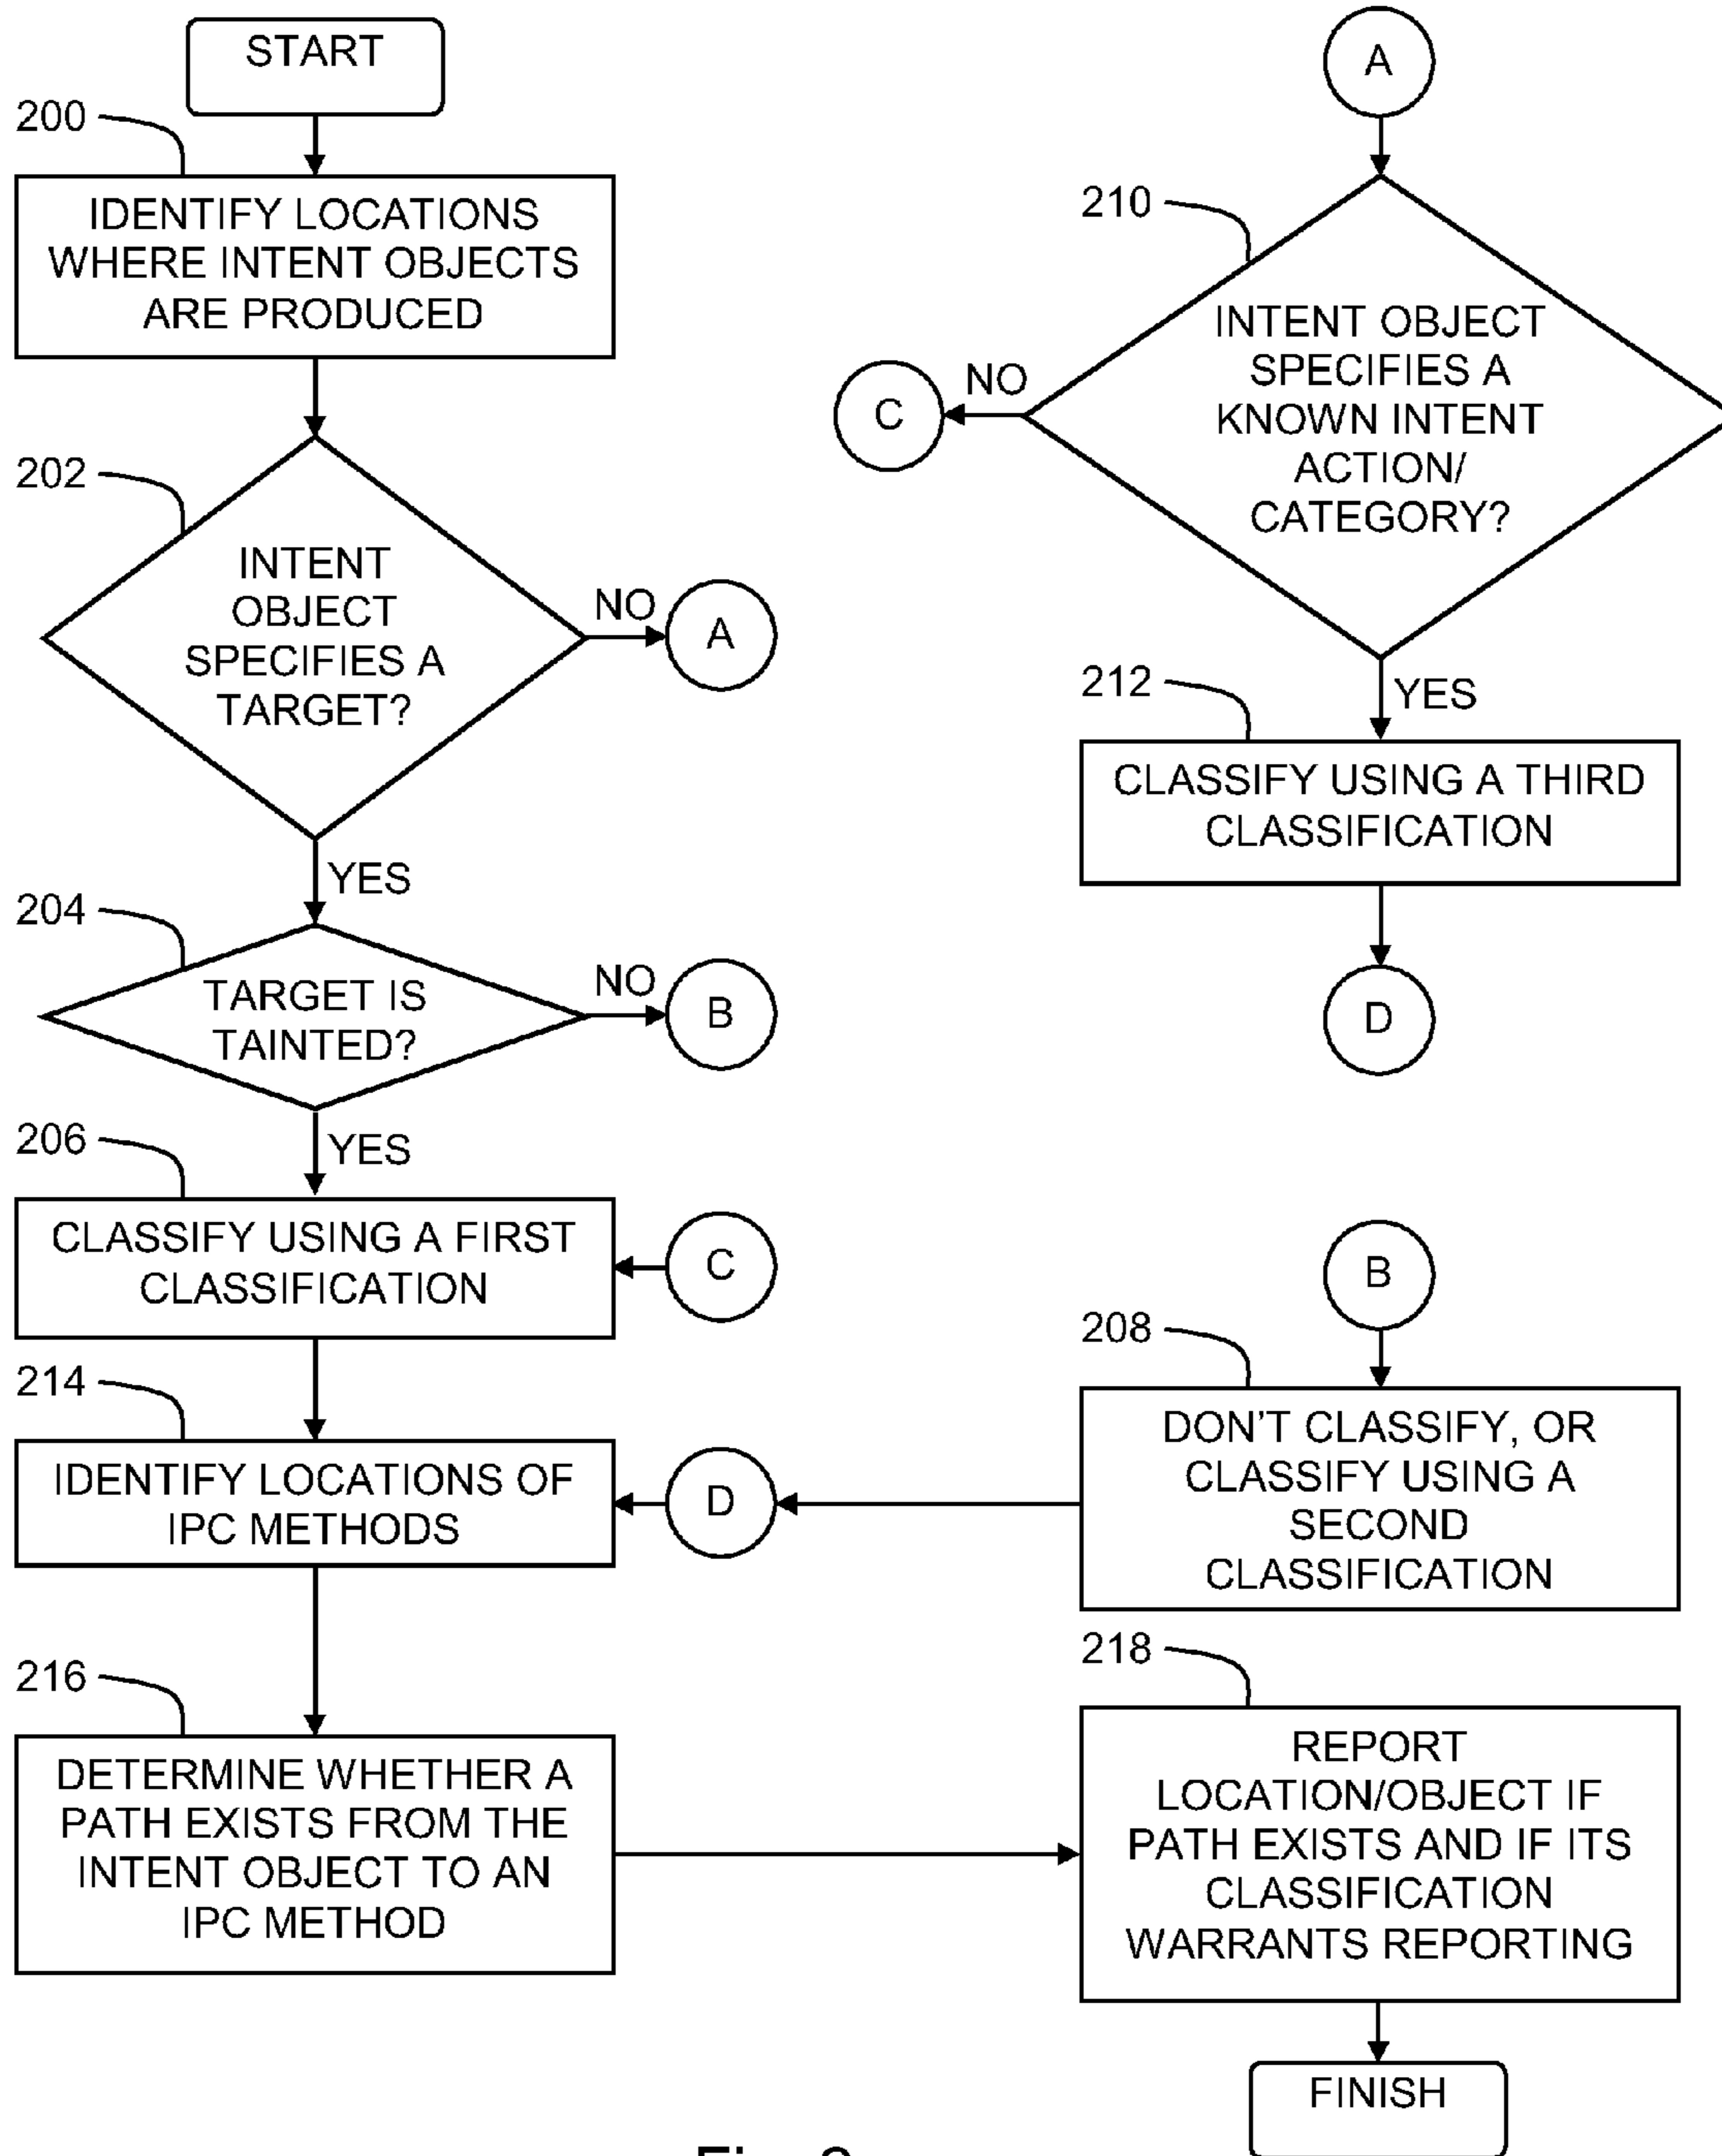 START
200
IDENTIFY LOCATIONS
WHERE INTENT OBJECTS
ARE PRODUCED
202
INTENT
OBJECT
SPECIFIES A
TARGET?
NO
A
YES
204
TARGET IS
TAINTED?
NO
B
YES
206
CLASSIFY USING A FIRST
CLASSIFICATION
C
214
IDENTIFY LOCATIONS OF
IPC METHODS
D
216
DETERMINE WHETHER A
PATH EXISTS FROM THE
INTENT OBJECT TO AN
IPC METHOD
A
210
INTENT OBJECT
SPECIFIES A
KNOWN INTENT
ACTION/
CATEGORY?
NO
C
YES
212
CLASSIFY USING A THIRD
CLASSIFICATION
D
B
208
DON'T CLASSIFY, OR
CLASSIFY USING A
SECOND
CLASSIFICATION
218
REPORT
LOCATION/OBJECT IF
PATH EXISTS AND IF ITS
CLASSIFICATION
WARRANTS REPORTING
FINISH